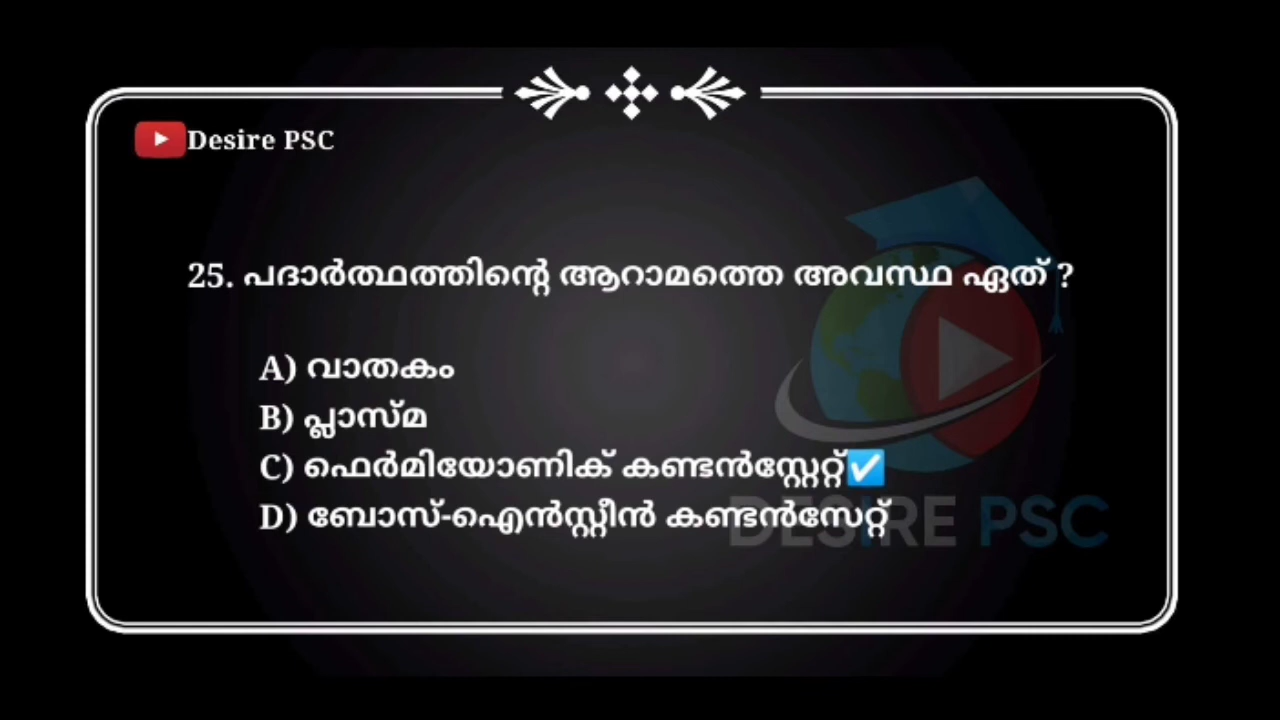 Desire PSC
25. പദാർത്ഥത്തിന്റെ ആറാമത്തെ അവസ്ഥ ഏത് ?
A) വാതകം
B) പ്ലാസ്മ
C) ഫെർമിയോണിക് കണ്ടൻസ്റ്റേറ്റ്☑
D) ബോസ്-ഐൻസ്റ്റീൻ കണ്ടൻസേറ്റ്
DESIRE PSC